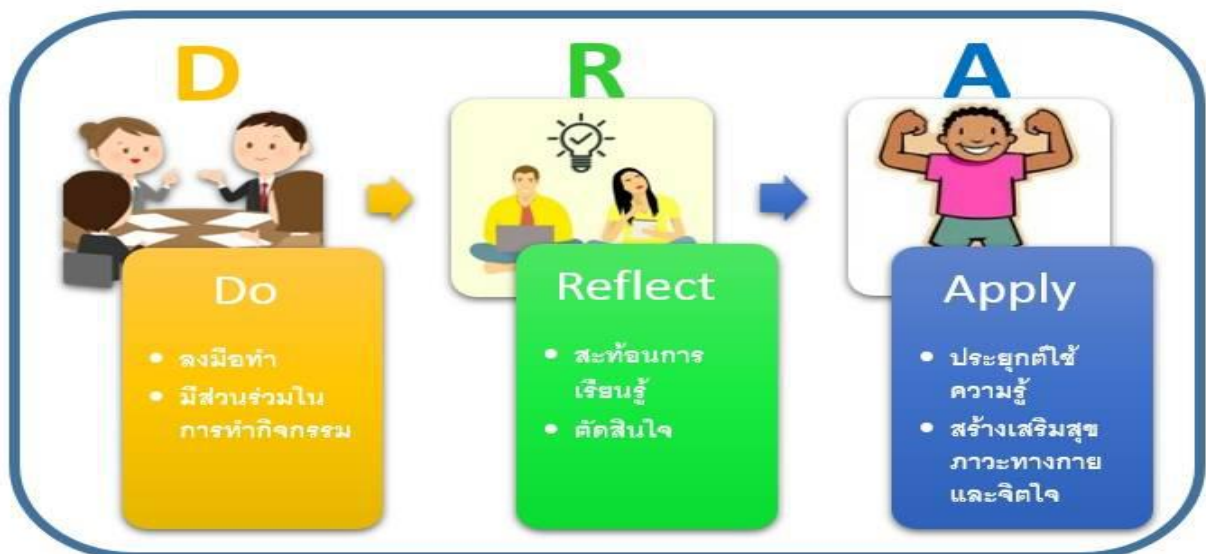 D
R
A
Do
• ลงมือทำ
• มีส่วนร่วมใน
การทำกิจกรรม
Reflect
• สะท้อนการ
เรียนรู้
• ตัดสินใจ
Apply
• ประยุกต์ใช้
ความรู้
• สร้างเสริมสุข
ภาวะทางกาย
และจิตใจ